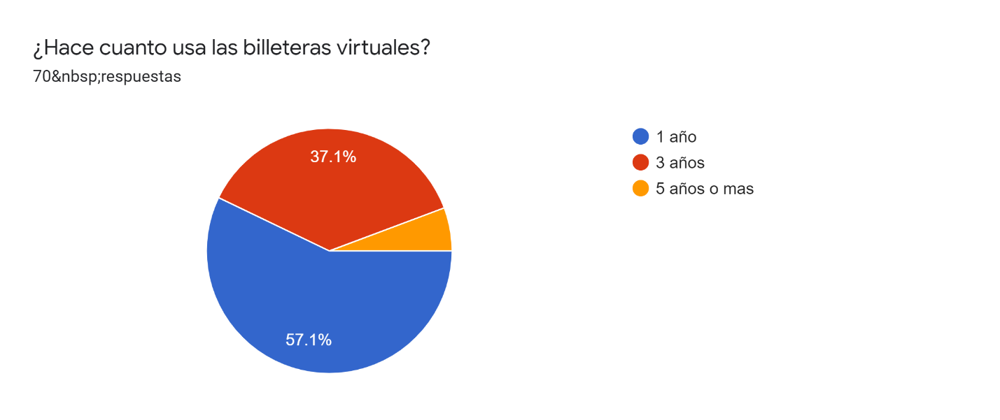 ¿Hace cuanto usa las billeteras virtuales?
70&nbsp;respuestas
37.1%
57.1%
1 año
3 años
5 años o mas